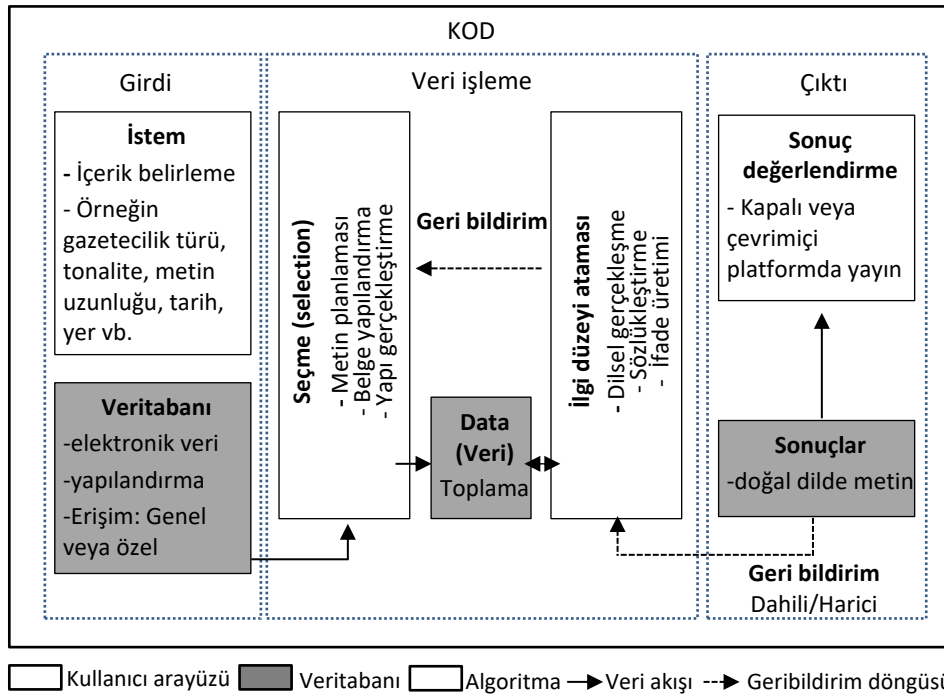 KOD
Girdi
İstem
- İçerik belirleme
- Örneğin
gazetecilik türü,
tonalite, metin
uzunluğu, tarih,
yer vb.
Veritabanı
-elektronik veri
-yapılandırma
-Erişim: Genel
veya özel
Veri işleme
Seçme (selection)
- Metin planlaması
- Belge yapılandırma
- Yapı gerçekleştirme
Geri bildirim
Data
(Veri)
Toplama
İlgi düzeyi ataması
- Dilsel gerçekleşme
- Sözlükleştirme
- İfade üretimi
Çıktı
Sonuç
değerlendirme
- Kapalı veya
çevrimiçi
platformda yayın
Sonuçlar
-doğal dilde metin
Geri bildirim
Dahili/Harici
Kullanıcı arayüzü Veritabanı Algoritma Veri akışı Geribildirim döngüsü